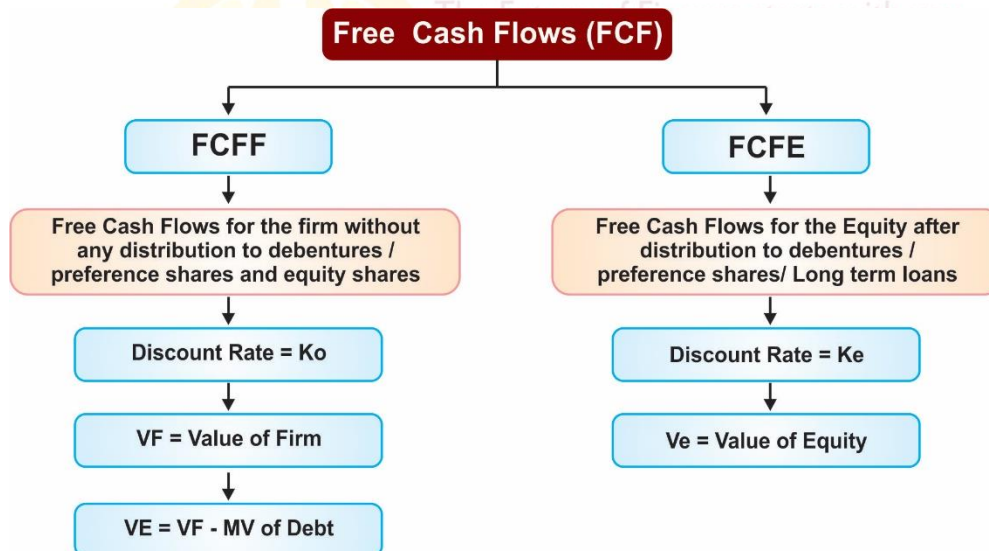 Free Cash Flows (FCF)
FCFF
FCFE
Free Cash Flows for the firm without
any distribution to debentures /
preference shares and equity shares
Free Cash Flows for the Equity after
distribution to debentures /
preference shares/ Long term loans
Discount Rate = Ko
Discount Rate = Ke
VF = Value of Firm
Ve = Value of Equity
VE = VF - MV of Debt